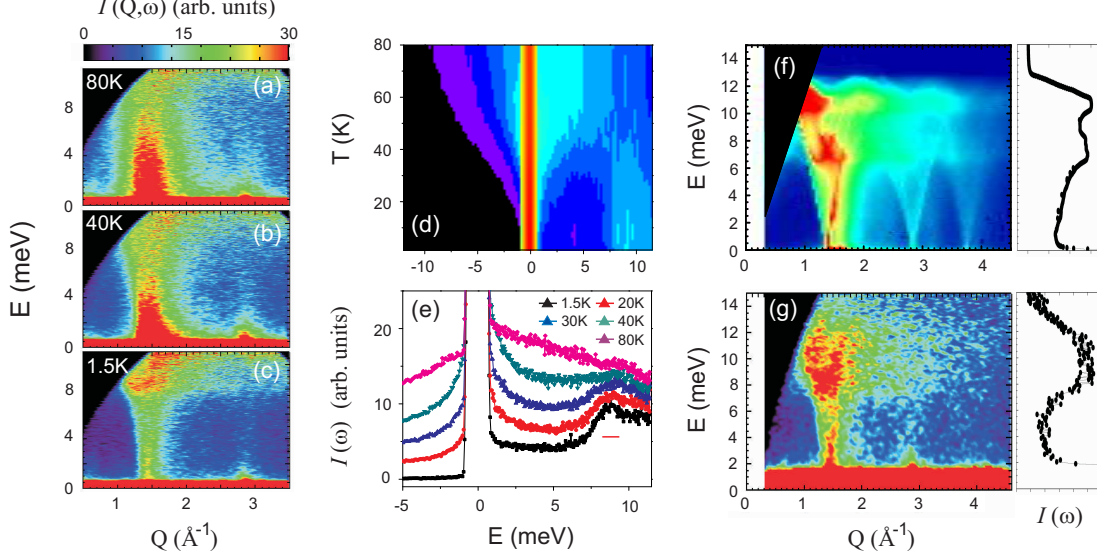 I (Q,ω) (arb. units)
0 15 30
80K (a)
10
8
4
0
40K (b)
8
4
0
1.5K (c)
8
4
0
E (meV)
1 2 3
Q (Å⁻¹)
80
60
40
20
T (K)
(d)
-10 -5 0 5 10
(e)
1.5K 20K
30K 40K
80K
20
10
0
I(ω) (arb. units)
-5 0 5 10
E (meV)
(f)
14
12
10
8
6
4
2
0
E (meV)
0 1 2 3 4
(g)
14
12
10
8
6
4
2
0
E (meV)
0 1 2 3 4
Q (Å⁻¹)
I (ω)